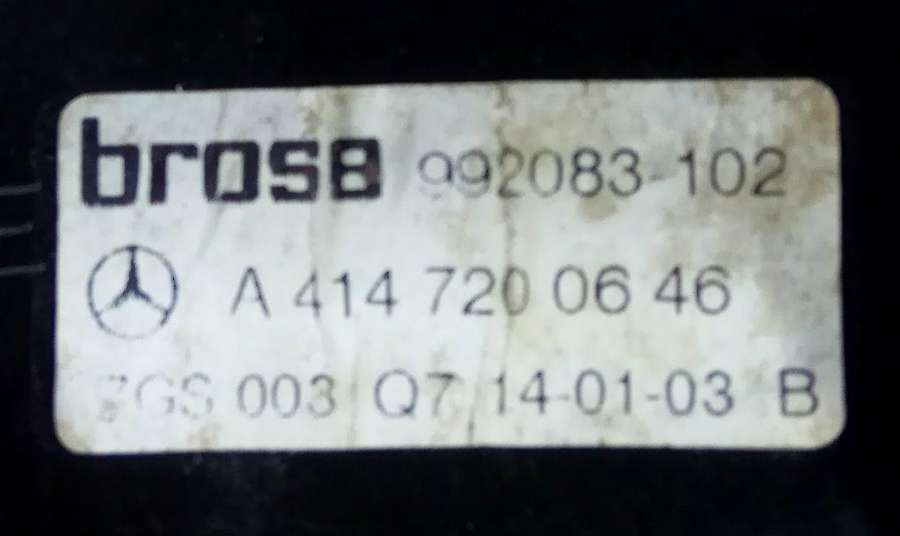 brose 992083-102
A 414 720 06 46
ZGS 003 Q7 14-01-03 B